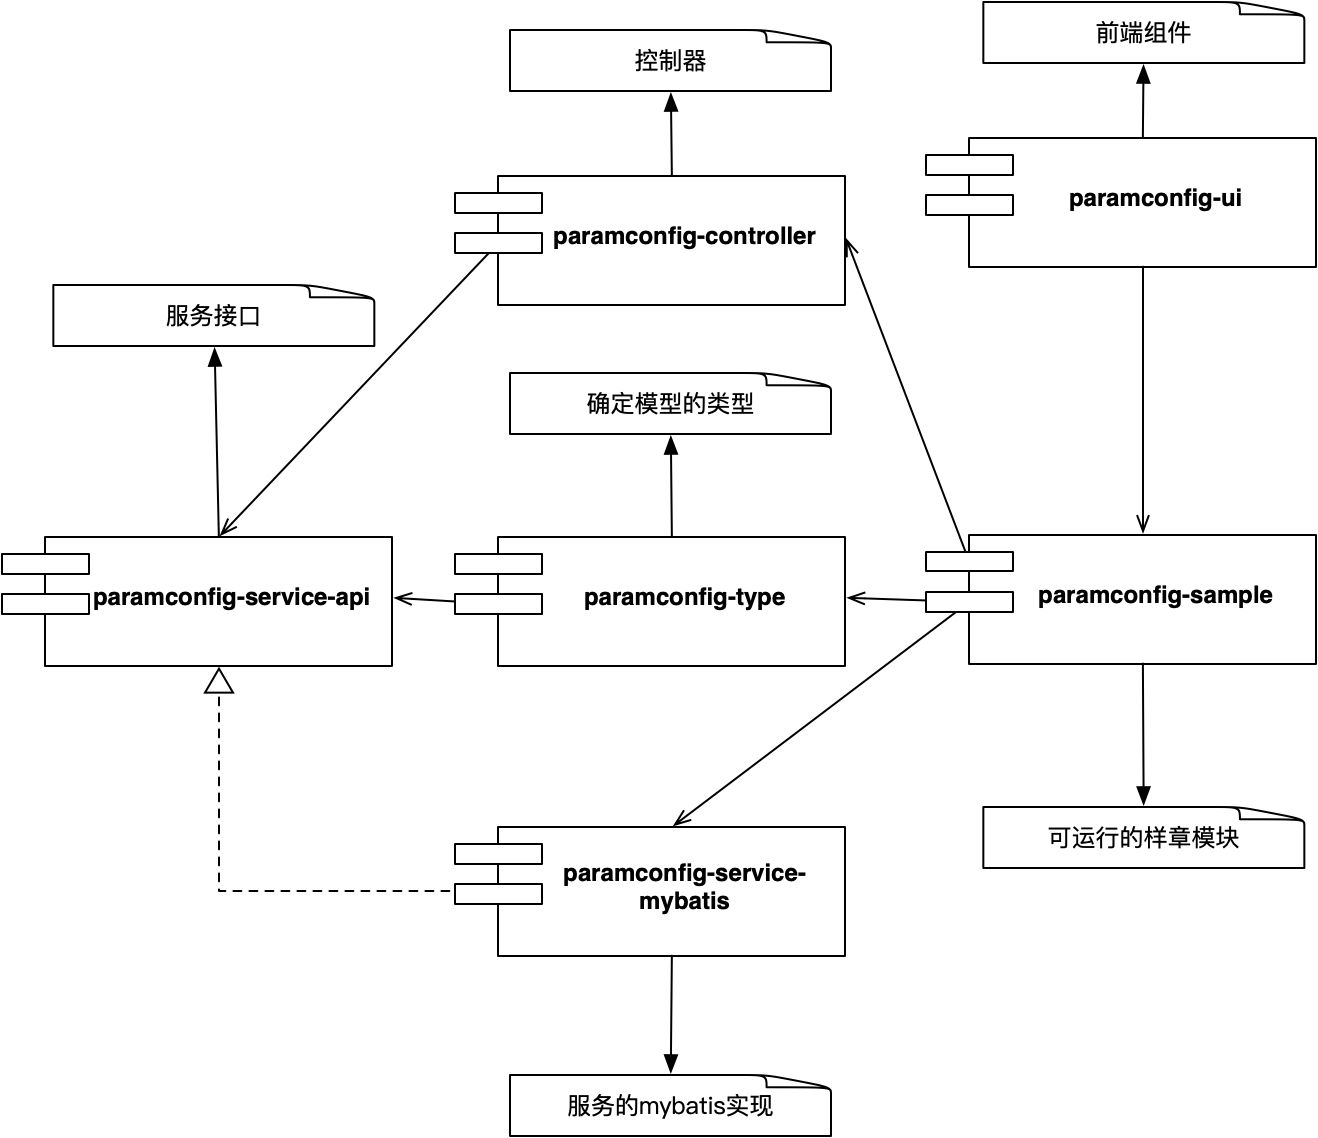 前端组件
控制器
paramconfig-ui
paramconfig-controller
服务接口
确定模型的类型
paramconfig-service-api
paramconfig-type
paramconfig-sample
可运行的样章模块
paramconfig-service-
mybatis
服务的mybatis实现